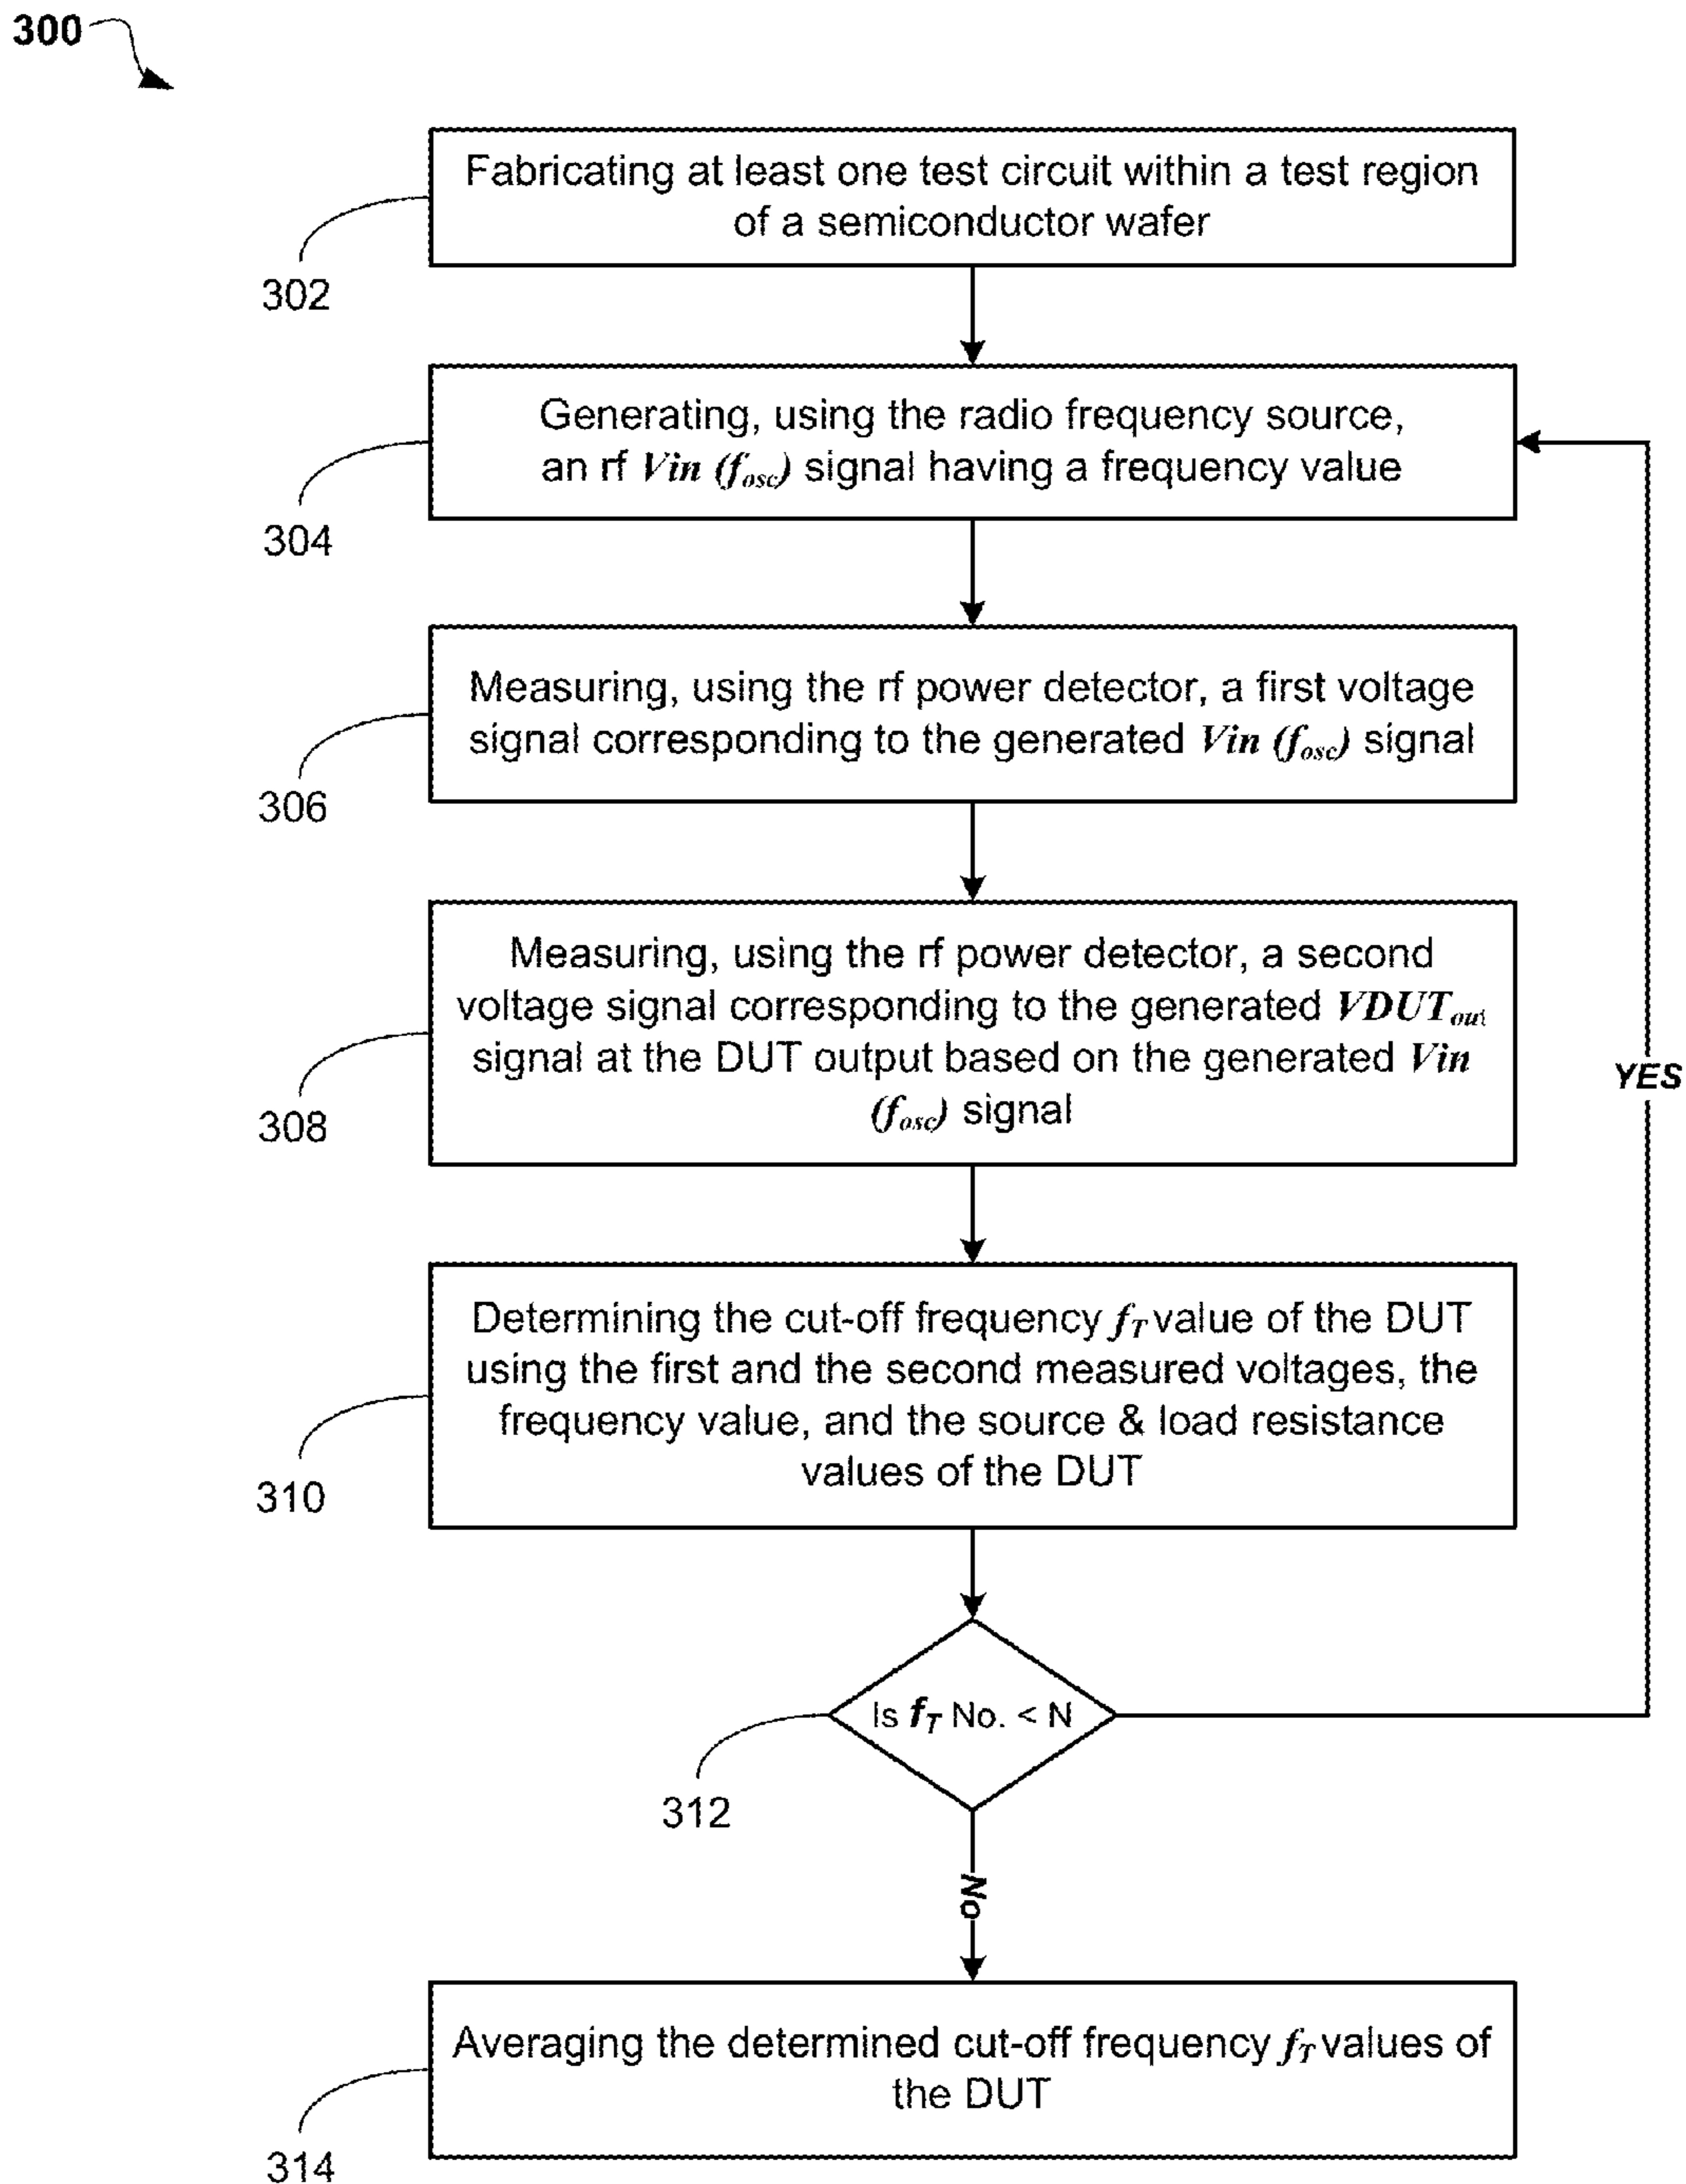 300
Fabricating at least one test circuit within a test region
of a semiconductor wafer
302
Generating, using the radio frequency source,
an rf Vin (fosc) signal having a frequency value
304
Measuring, using the rf power detector, a first voltage
signal corresponding to the generated Vin (fosc) signal
306
Measuring, using the rf power detector, a second
voltage signal corresponding to the generated VDUTout
signal at the DUT output based on the generated Vin
(fosc) signal
308
YES
Determining the cut-off frequency fT value of the DUT
using the first and the second measured voltages, the
frequency value, and the source & load resistance
values of the DUT
310
Is fT No. < N
312
No
Averaging the determined cut-off frequency fT values of
the DUT
314